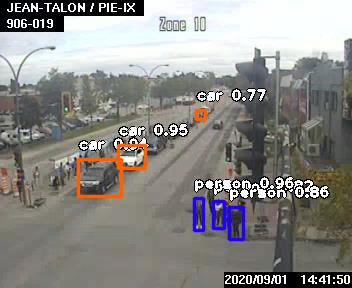 JEAN-TALON / PIE-IX
906-019
Zone 10
car 0.77
car 0.95
car 0.94
person 0.96
person 0.86
2020/09/01 14:41:50